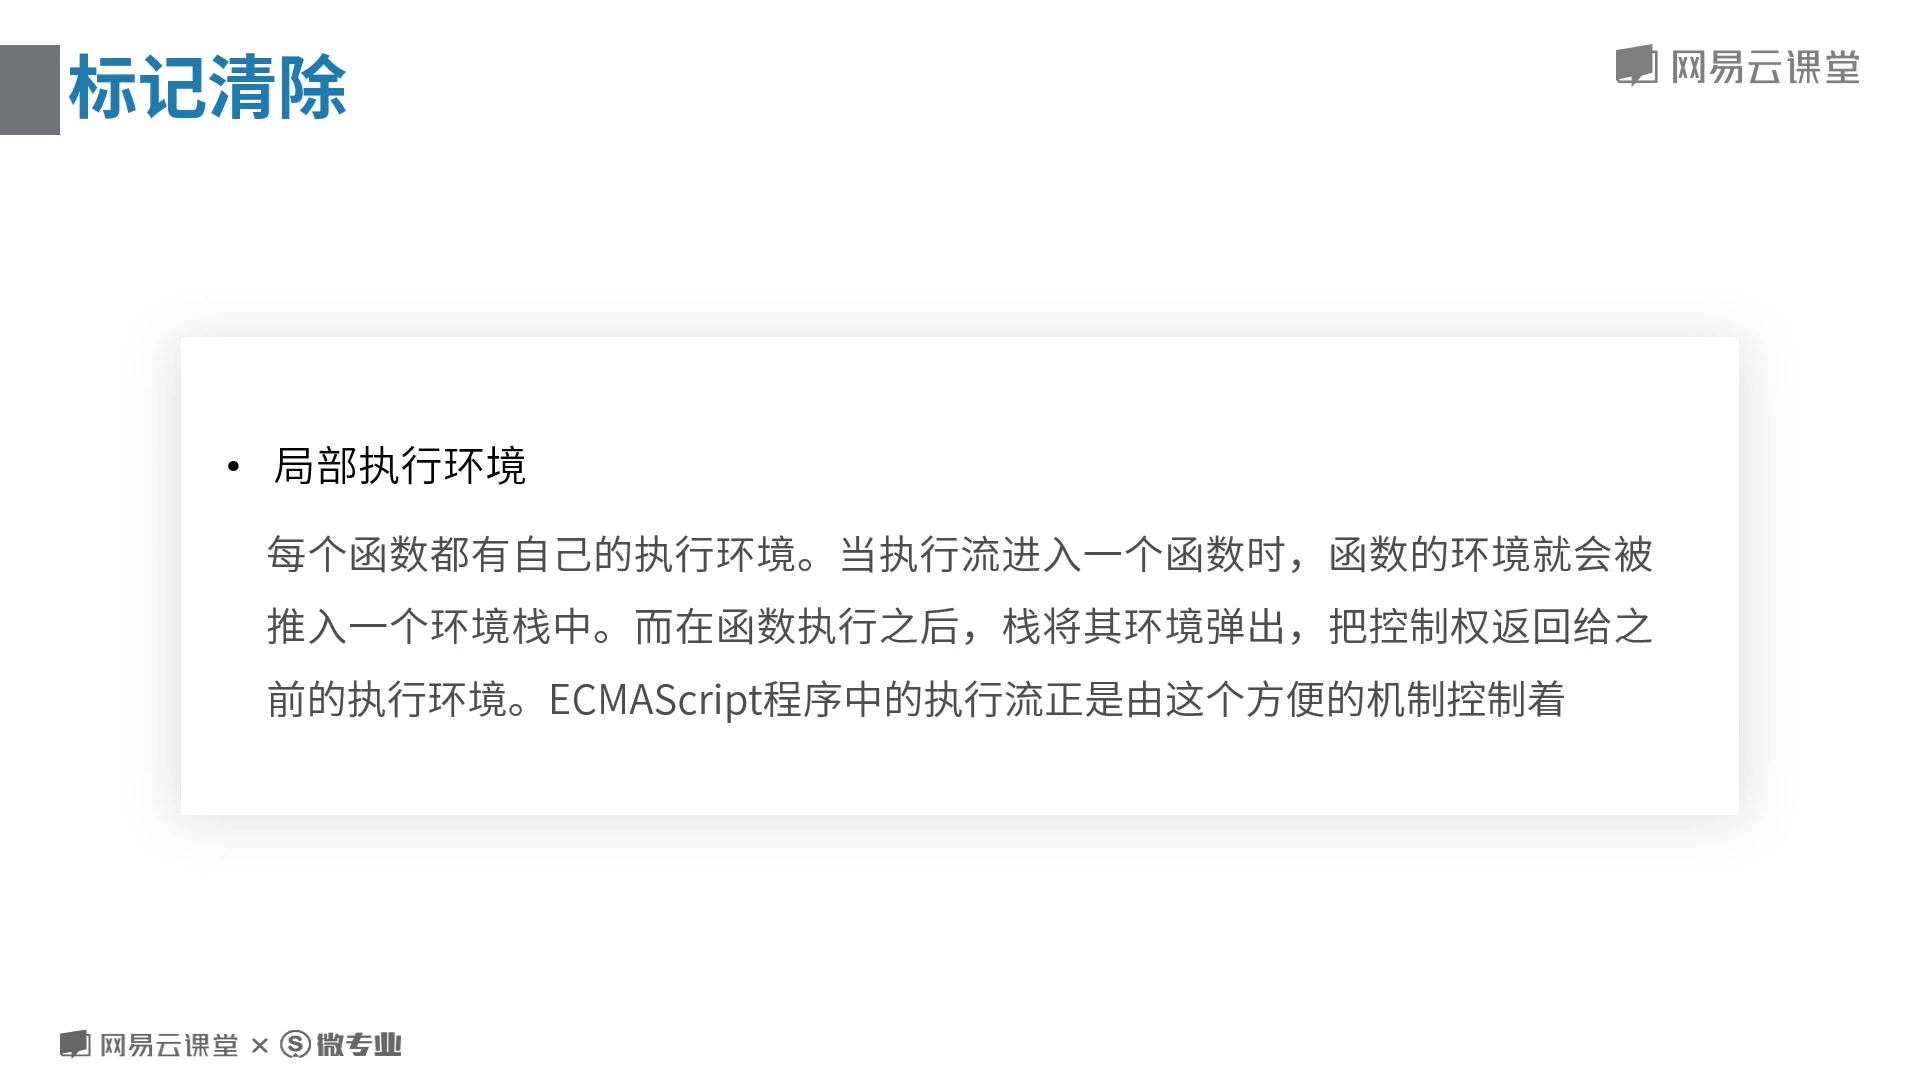 标记清除
网易云课堂
• 局部执行环境
每个函数都有自己的执行环境。当执行流进入一个函数时，函数的环境就会被
推入一个环境栈中。而在函数执行之后，栈将其环境弹出，把控制权返回给之
前的执行环境。ECMAScript程序中的执行流正是由这个方便的机制控制着
网易云课堂 × S 微专业